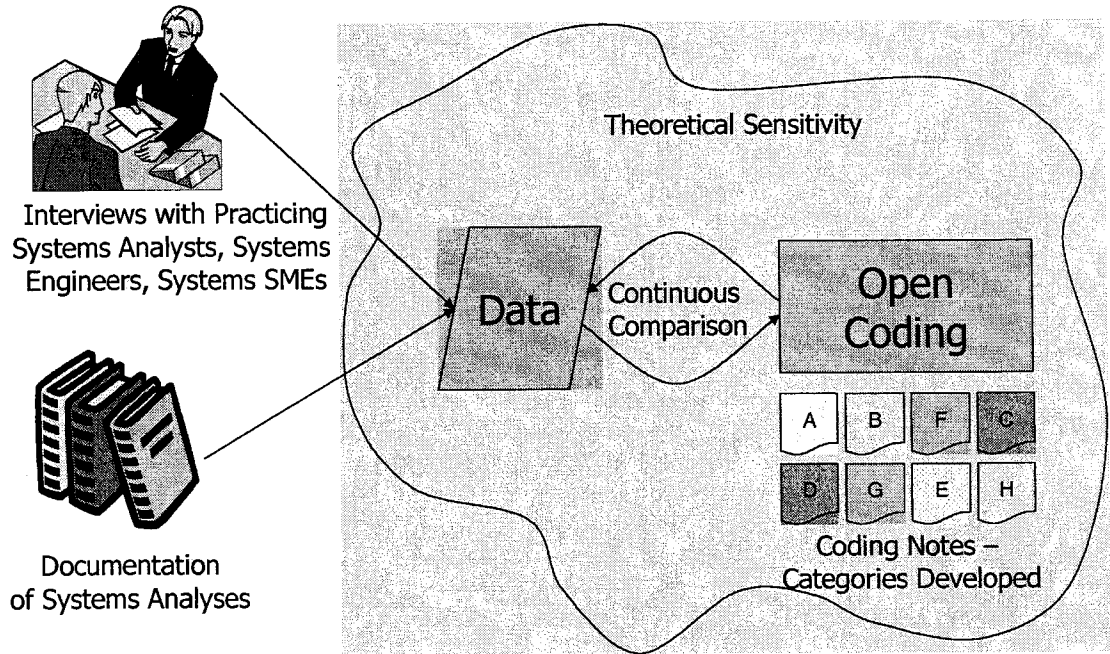 Theoretical Sensitivity
Interviews with Practicing
Systems Analysts, Systems
Engineers, Systems SMEs
Data
Continuous
Comparison
Open
Coding
A B F C
D G E H
Coding Notes –
Categories Developed
Documentation
of Systems Analyses